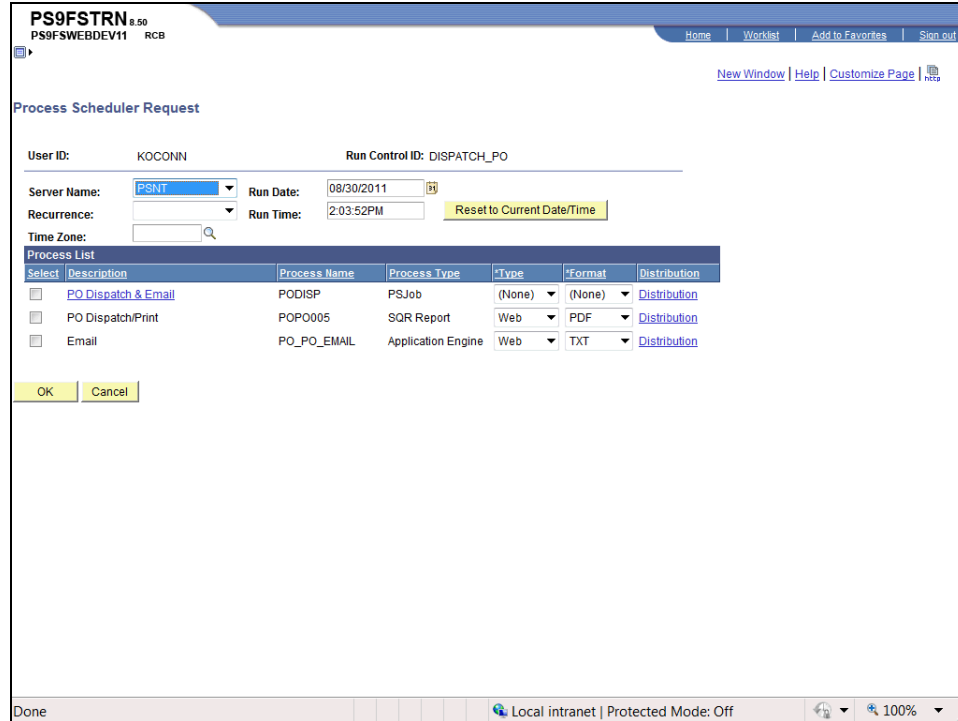 PS9FSTRN 8.50
PS9FSWEBDEV11 RCB
Home | Worklist | Add to Favorites | Sign out
New Window | Help | Customize Page | http
Process Scheduler Request
User ID: KOCONN Run Control ID: DISPATCH_PO
Server Name: PSNT Run Date: 08/30/2011 31
Recurrence: Run Time: 2:03:52PM Reset to Current Date/Time
Time Zone:
Process List
Select Description Process Name Process Type *Type *Format Distribution
PO Dispatch & Email PODISP PSJob (None) (None) Distribution
PO Dispatch/Print POPO005 SQR Report Web PDF Distribution
Email PO_PO_EMAIL Application Engine Web TXT Distribution
OK Cancel
Done Local intranet | Protected Mode: Off 100%